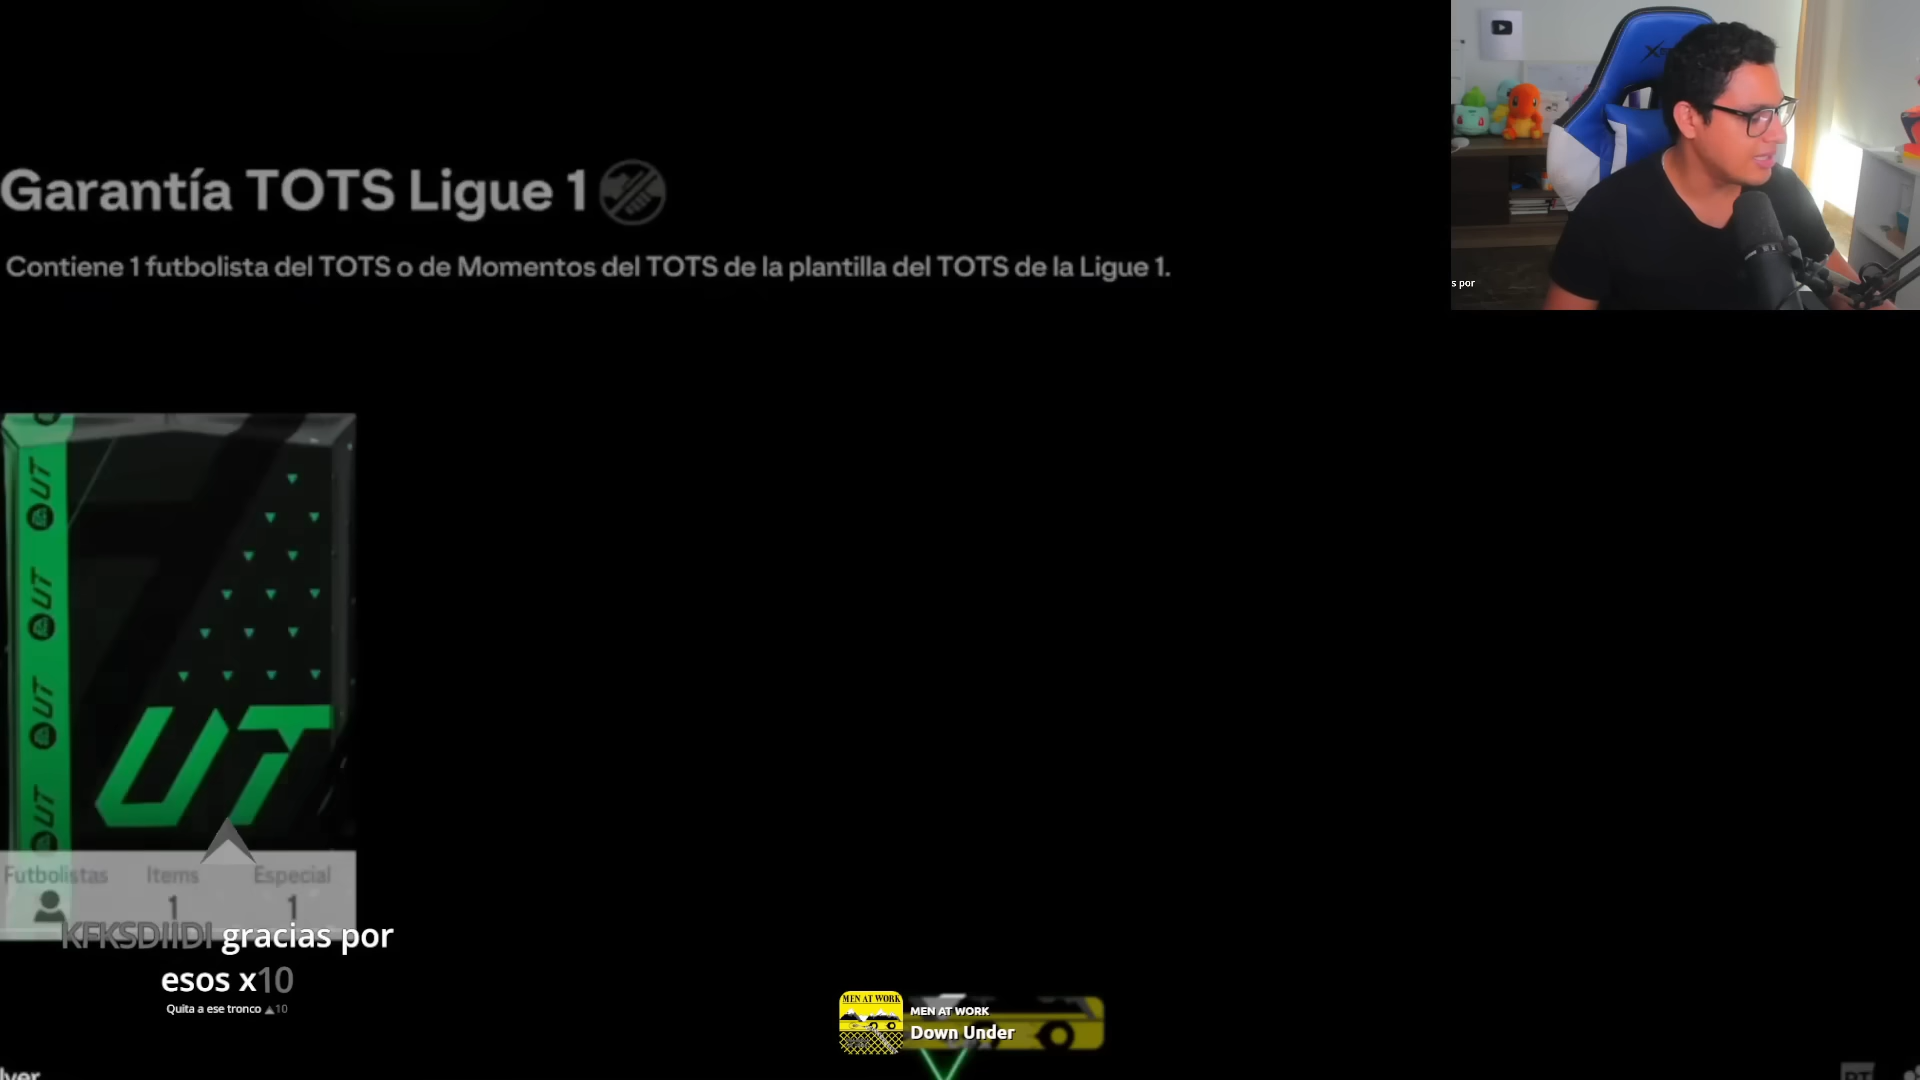 Garantía TOTS Ligue 1
Contiene 1 futbolista del TOTS o de Momentos del TOTS de la plantilla del TOTS de la Ligue 1.
s por
UT
UT
UT
UT
UT
Futbolistas Items Especial
1 1
KFKSDIIDI gracias por
esos x10
Quita a ese tronco 10
MEN AT WORK
MEN AT WORK
Down Under
lver
RT